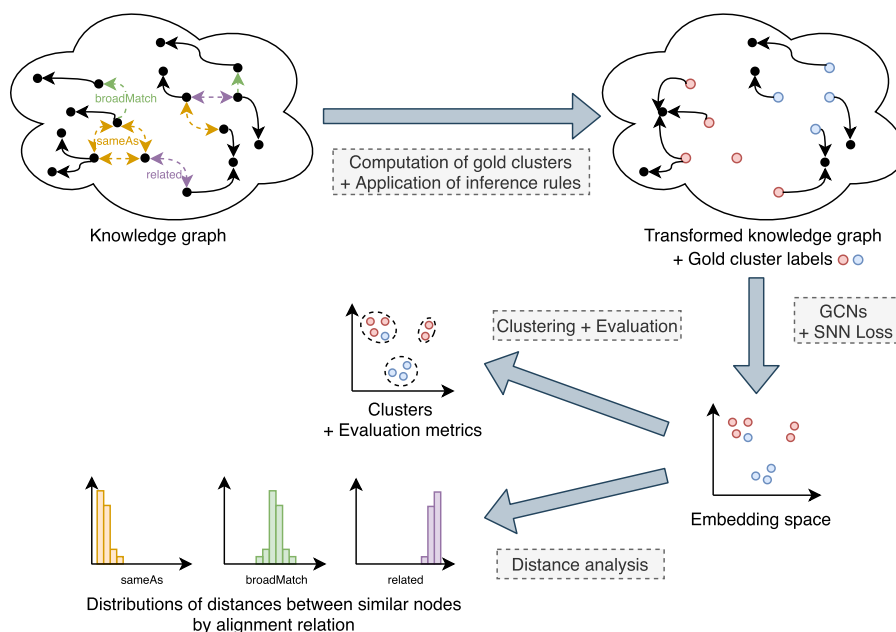 broadMatch
sameAs
related
Knowledge graph
Computation of gold clusters
+ Application of inference rules
Transformed knowledge graph
+ Gold cluster labels
GCNs
+ SNN Loss
Clustering + Evaluation
Clusters
+ Evaluation metrics
Embedding space
Distance analysis
sameAs
broadMatch
related
Distributions of distances between similar nodes
by alignment relation